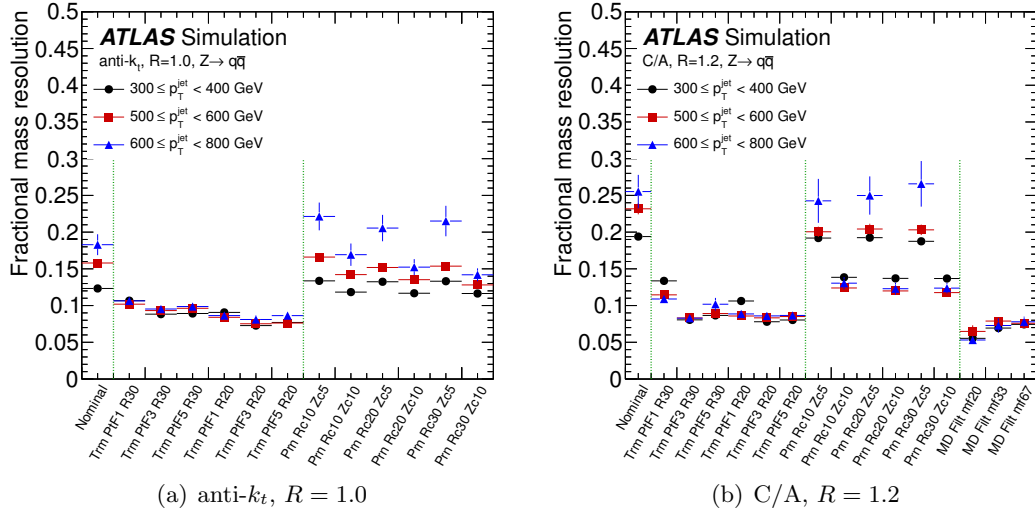 0.5
0.45
0.4
0.35
0.3
0.25
0.2
0.15
0.1
0.05
0
Fractional mass resolution
ATLAS Simulation
anti-kt, R=1.0, Z→ qq̅
300 ≤ p_T^jet < 400 GeV
500 ≤ p_T^jet < 600 GeV
600 ≤ p_T^jet < 800 GeV
Nominal
Trm PtF1 R30
Trm PtF3 R30
Trm PtF5 R30
Trm PtF1 R20
Trm PtF3 R20
Trm PtF5 R20
Prn Rc10 Zc5
Prn Rc10 Zc10
Prn Rc20 Zc5
Prn Rc20 Zc10
Prn Rc30 Zc5
Prn Rc30 Zc10
(a) anti-kt, R = 1.0
0.5
0.45
0.4
0.35
0.3
0.25
0.2
0.15
0.1
0.05
0
Fractional mass resolution
ATLAS Simulation
C/A, R=1.2, Z→ qq̅
300 ≤ p_T^jet < 400 GeV
500 ≤ p_T^jet < 600 GeV
600 ≤ p_T^jet < 800 GeV
Nominal
Trm PtF1 R30
Trm PtF3 R30
Trm PtF5 R30
Trm PtF1 R20
Trm PtF3 R20
Trm PtF5 R20
Prn Rc10 Zc5
Prn Rc10 Zc10
Prn Rc20 Zc5
Prn Rc20 Zc10
Prn Rc30 Zc5
Prn Rc30 Zc10
MD Filt mf20
MD Filt mf33
MD Filt mf67
(b) C/A, R = 1.2